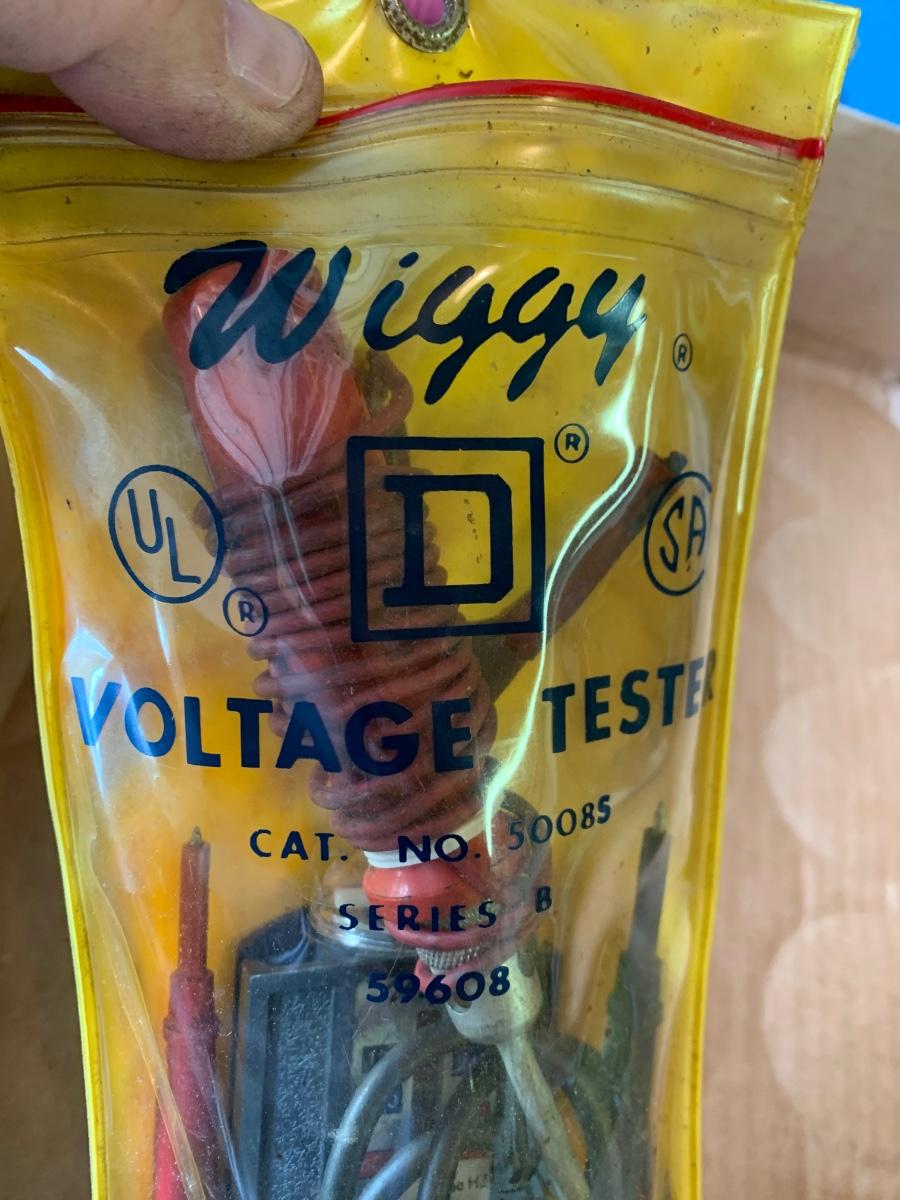 Wiggy ®
D ®
UL ®
SA
VOLTAGE TESTER
CAT. NO. 5008S
SERIES B
59608